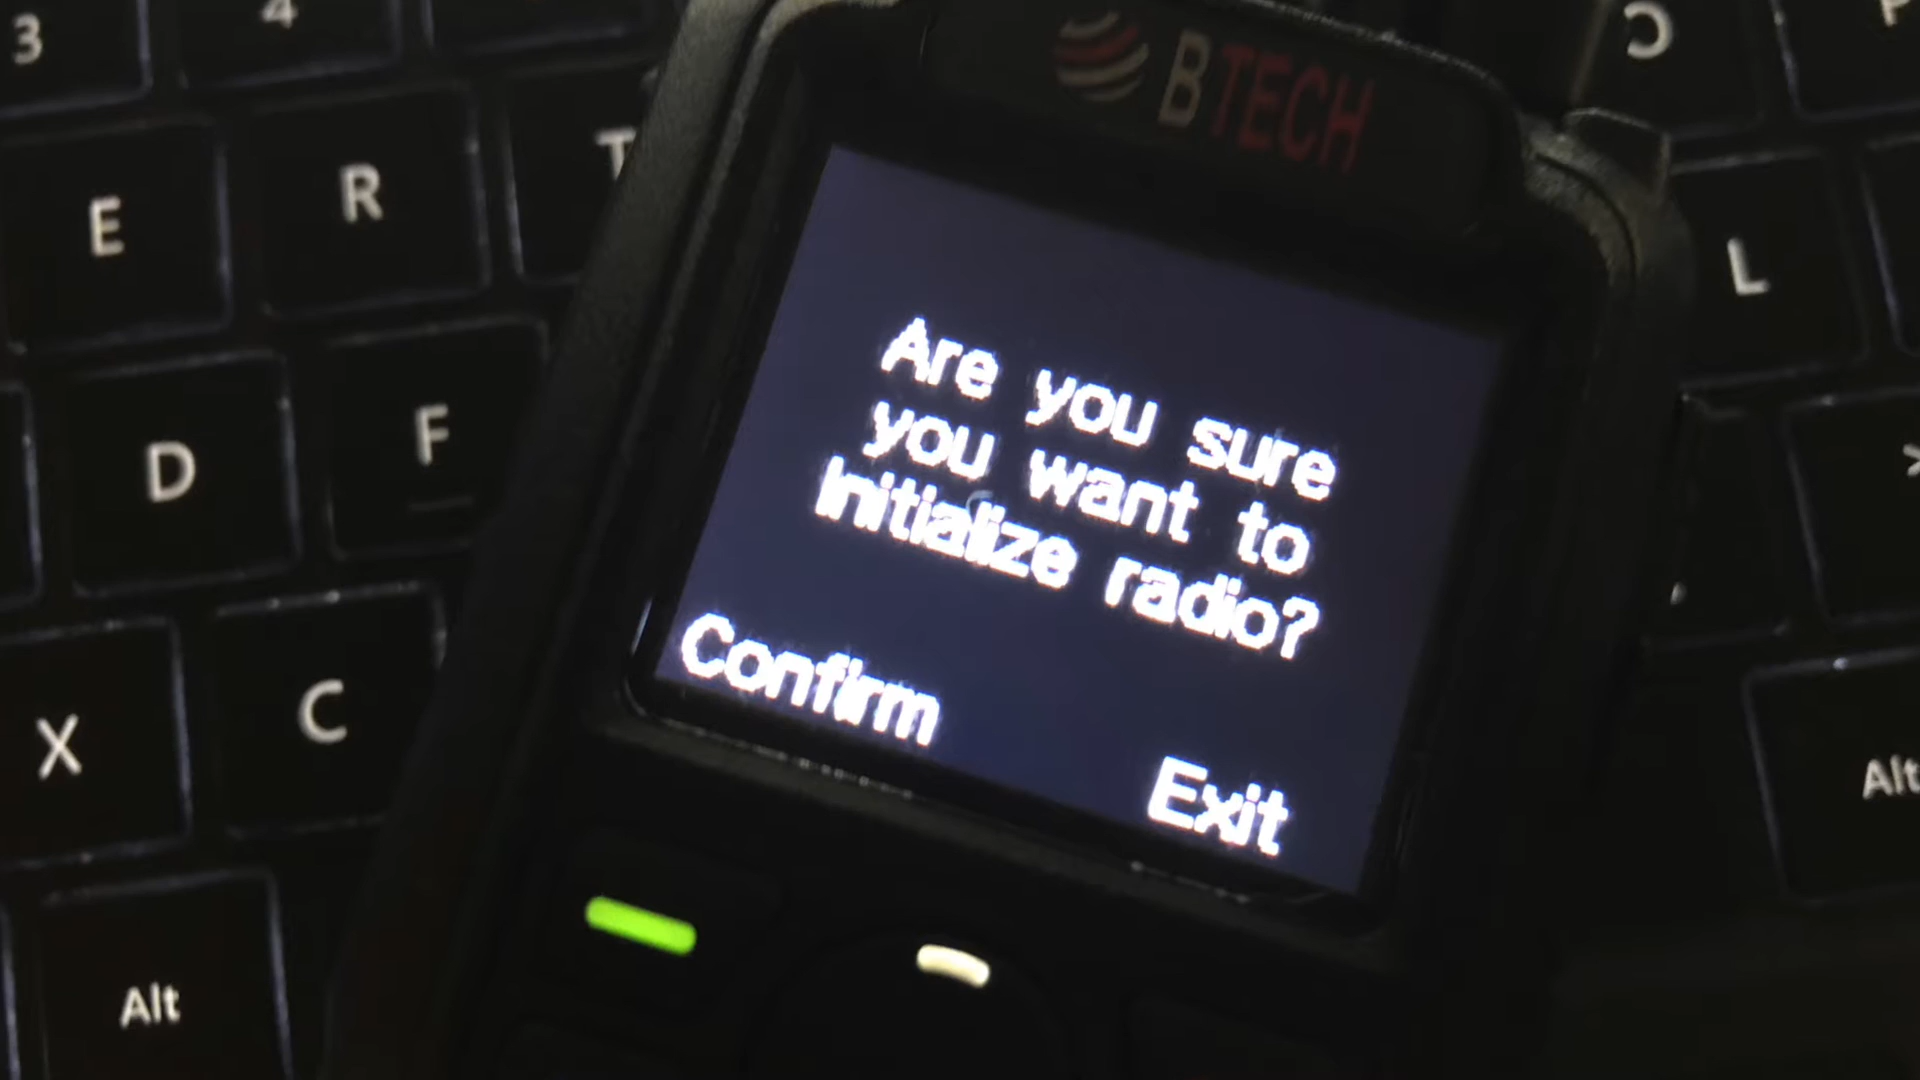 3
4
E
R
T
D
F
X
C
Alt
BTECH
Are you sure
you want to
Initialize radio?
Confirm
Exit
L
>
Alt